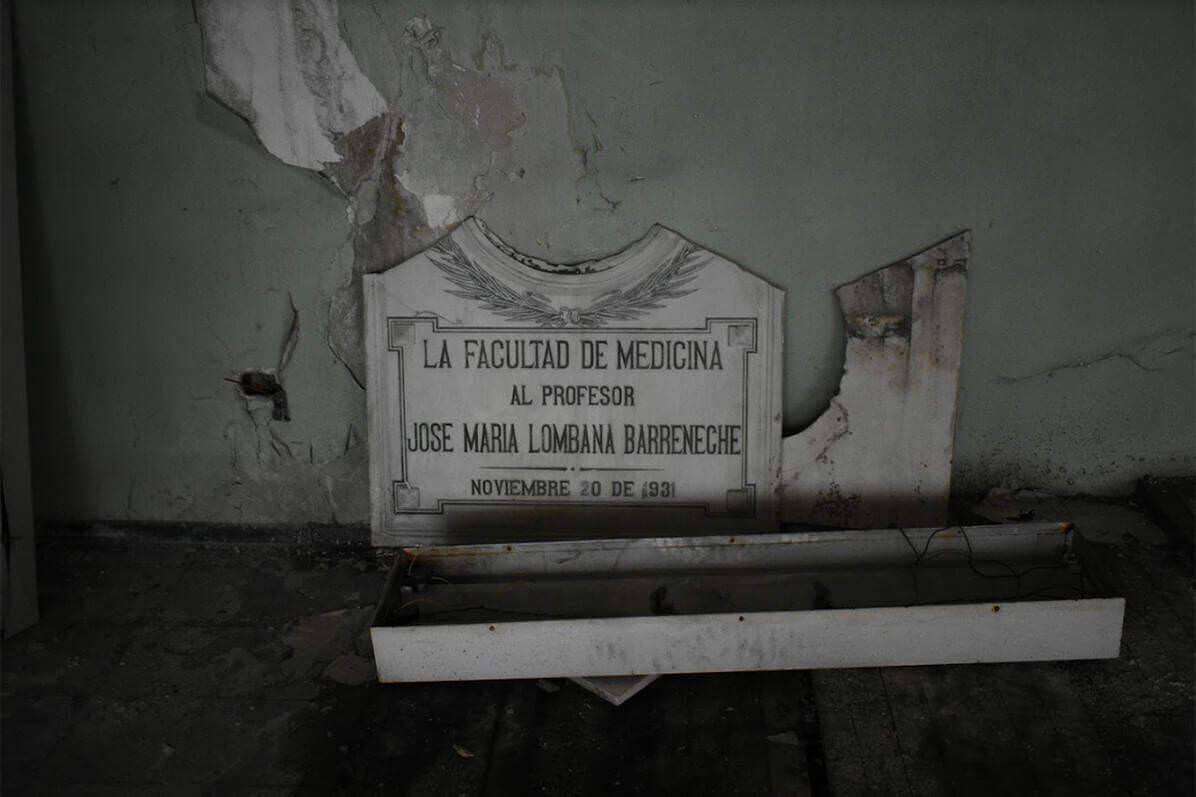 LA FACULTAD DE MEDICINA
AL PROFESOR
JOSE MARIA LOMBANA BARRENECHE
NOVIEMBRE 20 DE 1931